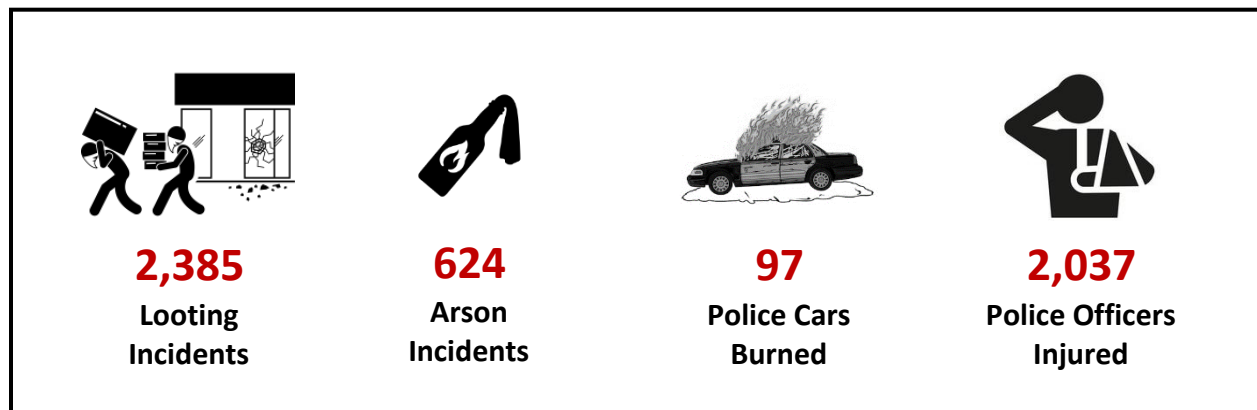 2,385
Looting
Incidents
624
Arson
Incidents
97
Police Cars
Burned
2,037
Police Officers
Injured